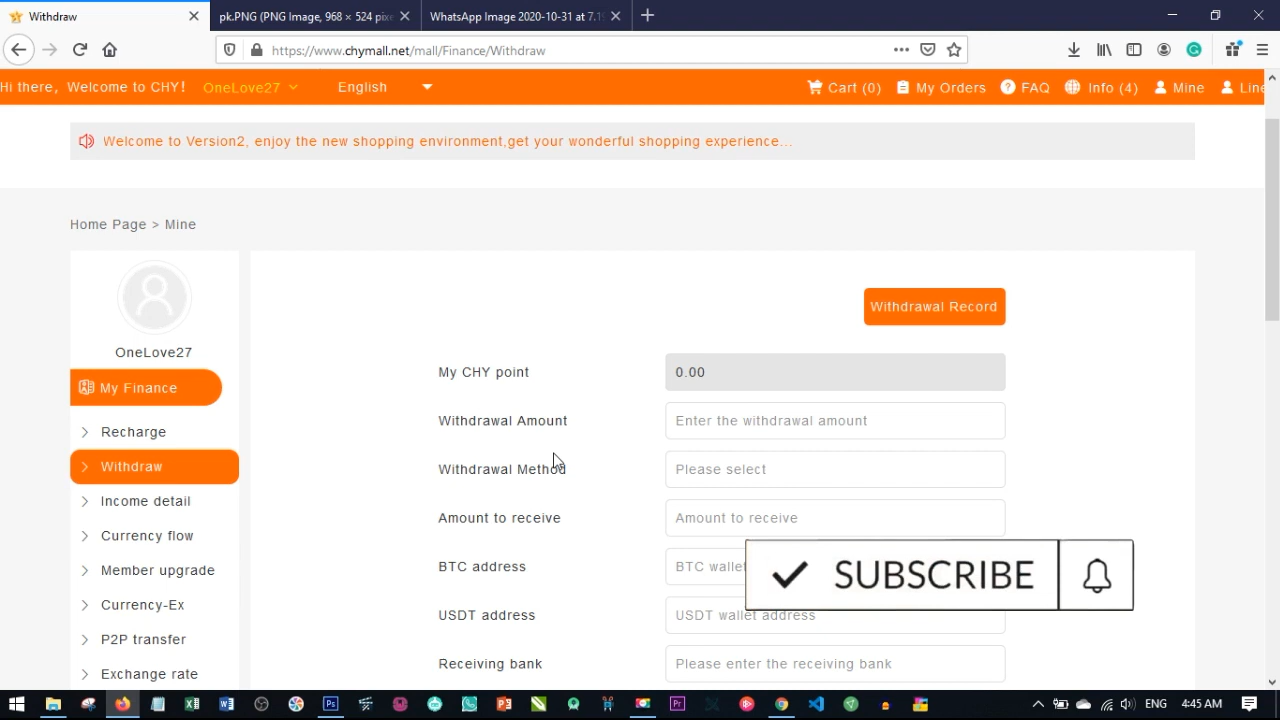 Withdraw
pk.PNG (PNG Image, 968 × 524 pixe
WhatsApp Image 2020-10-31 at 7.1
https://www.chymall.net/mall/Finance/Withdraw
Hi there, Welcome to CHY! OneLove27 English Cart (0) My Orders FAQ Info (4) Mine Line
Welcome to Version2, enjoy the new shopping environment,get your wonderful shopping experience...
Home Page > Mine
OneLove27
My Finance
Recharge
Withdraw
Income detail
Currency flow
Member upgrade
Currency-Ex
P2P transfer
Exchange rate
Withdrawal Record
My CHY point 0.00
Withdrawal Amount Enter the withdrawal amount
Withdrawal Method Please select
Amount to receive Amount to receive
BTC address BTC walle
SUBSCRIBE
USDT address USDT wallet address
Receiving bank Please enter the receiving bank
ENG 4:45 AM